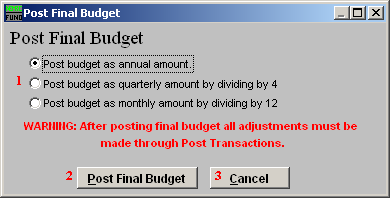 FUND
Post Final Budget
Post Final Budget
Post budget as annual amount.
1
Post budget as quarterly amount by dividing by 4
Post budget as monthly amount by dividing by 12
WARNING: After posting final budget all adjustments must be
made through Post Transactions.
2 Post Final Budget 3 Cancel